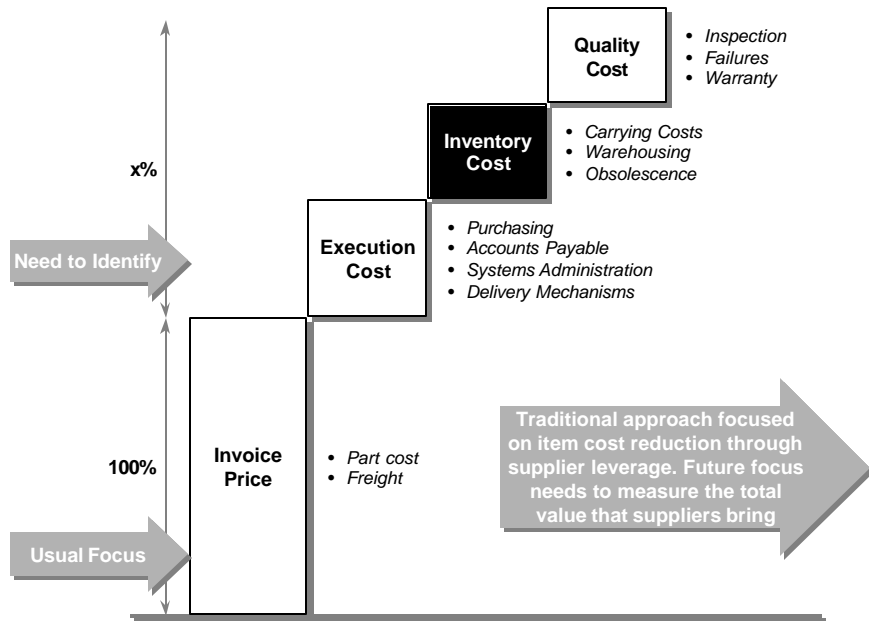 Quality
Cost
• Inspection
• Failures
• Warranty
Inventory
Cost
• Carrying Costs
• Warehousing
• Obsolescence
x%
Need to Identify
Execution
Cost
• Purchasing
• Accounts Payable
• Systems Administration
• Delivery Mechanisms
100%
Usual Focus
Invoice
Price
• Part cost
• Freight
Traditional approach focused
on item cost reduction through
supplier leverage. Future focus
needs to measure the total
value that suppliers bring